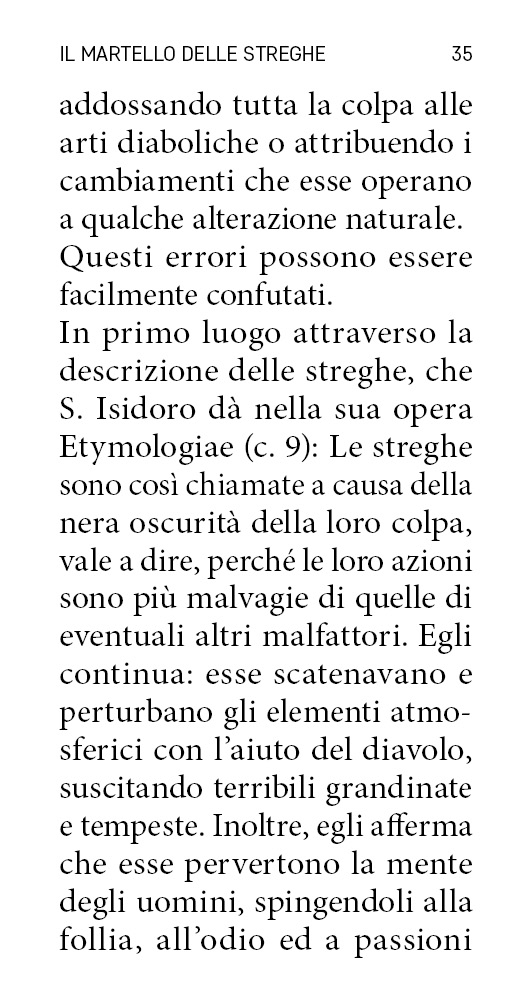 IL MARTELLO DELLE STREGHE 35
addossando tutta la colpa alle
arti diaboliche o attribuendo i
cambiamenti che esse operano
a qualche alterazione naturale.
Questi errori possono essere
facilmente confutati.
In primo luogo attraverso la
descrizione delle streghe, che
S. Isidoro dà nella sua opera
Etymologiae (c. 9): Le streghe
sono così chiamate a causa della
nera oscurità della loro colpa,
vale a dire, perché le loro azioni
sono più malvagie di quelle di
eventuali altri malfattori. Egli
continua: esse scatenavano e
perturbano gli elementi atmo-
sferici con l’aiuto del diavolo,
suscitando terribili grandinate
e tempeste. Inoltre, egli afferma
che esse pervertono la mente
degli uomini, spingendoli alla
follia, all’odio ed a passioni